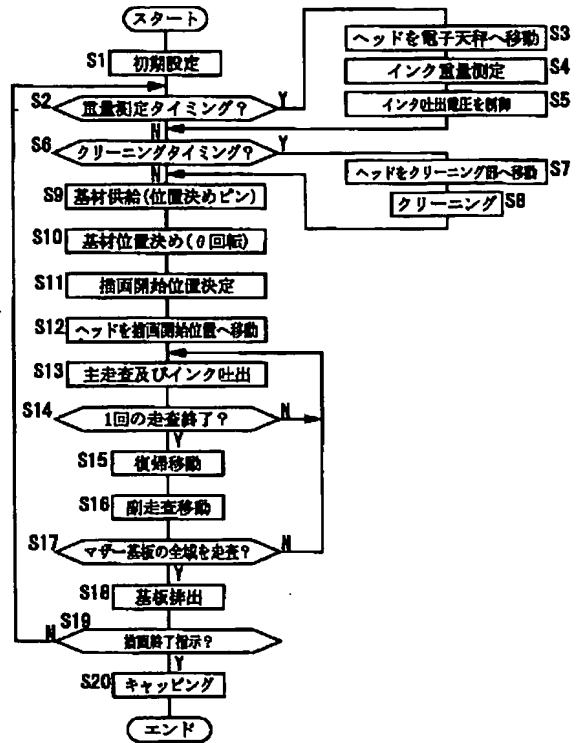 スタート
S1
初期設定
S2
重量測定タイミング?
Y
N
S3
ヘッドを電子天秤へ移動
S4
インク重量測定
S5
インク吐出電圧を制御
S6
クリーニングタイミング?
Y
N
S7
ヘッドをクリーニング部へ移動
S8
クリーニング
S9
基材供給(位置決めピン)
S10
基材位置決め(θ回転)
S11
描画開始位置決定
S12
ヘッドを描画開始位置へ移動
S13
主走査及びインク吐出
S14
1回の走査終了?
N
Y
S15
復帰移動
S16
副走査移動
S17
マザー基板の全域を走査?
N
Y
S18
基板排出
S19
描画終了指示?
N
Y
S20
キャッピング
エンド